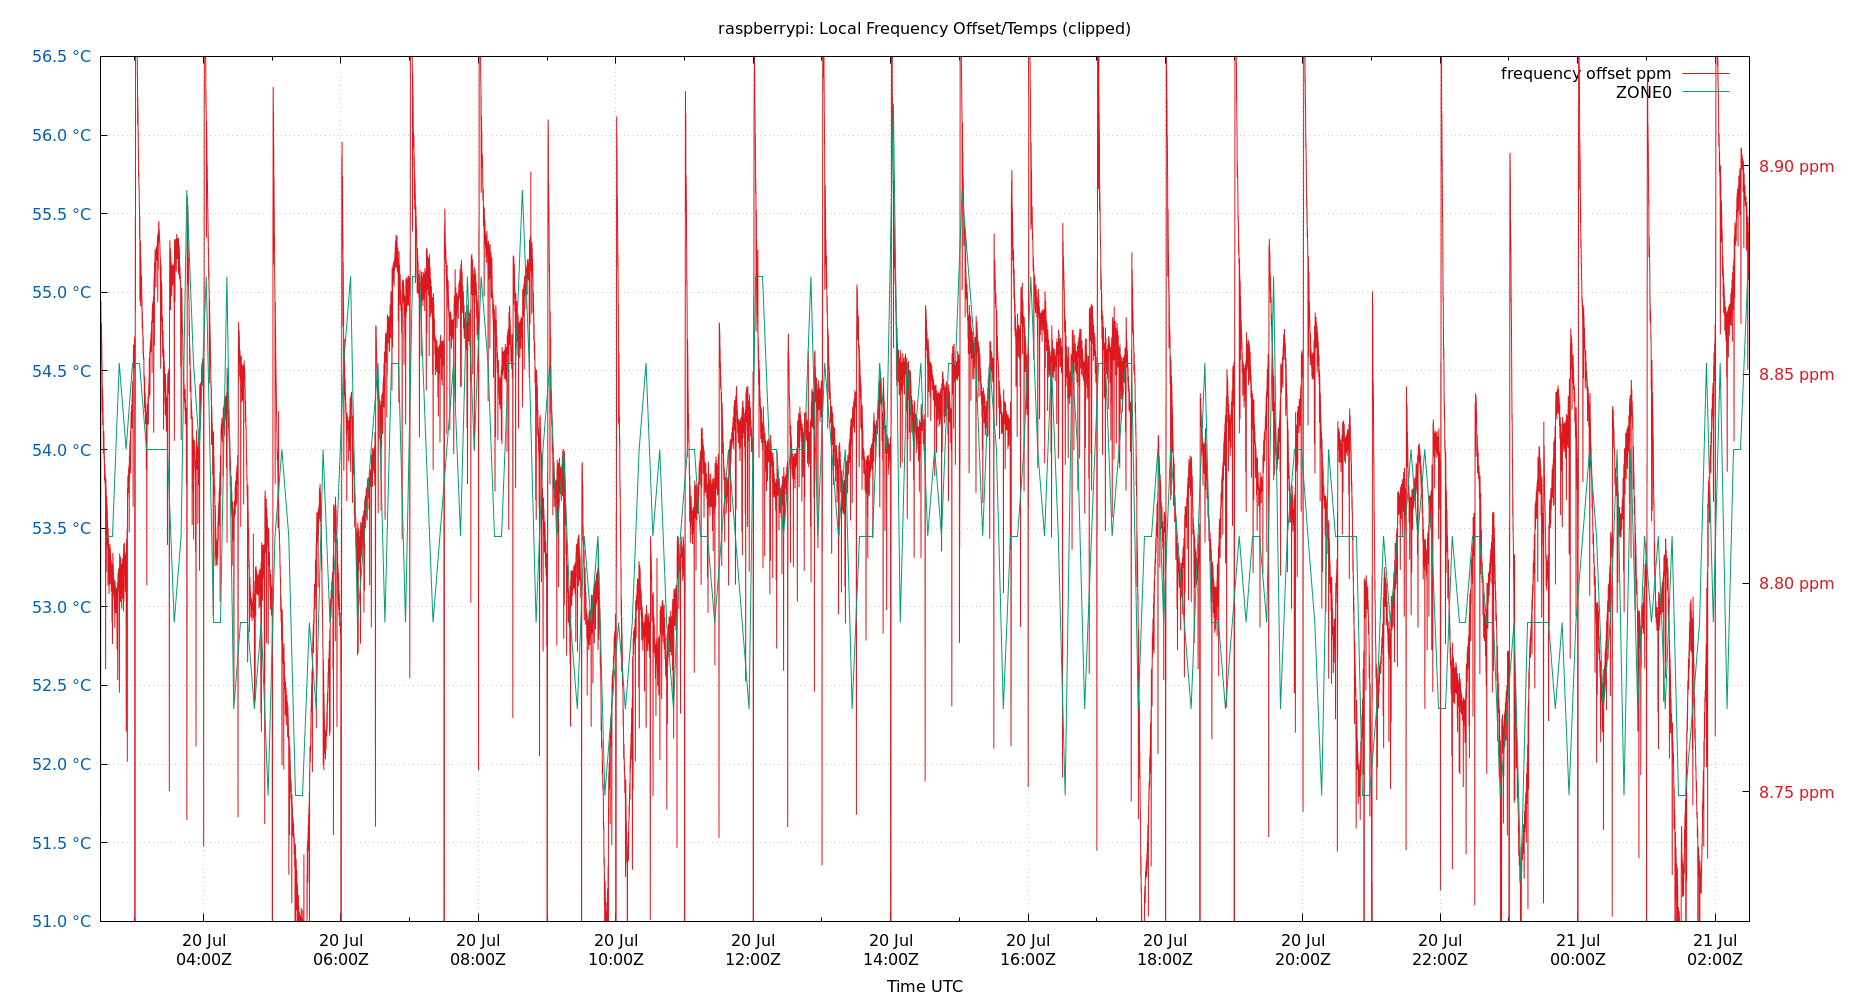 raspberrypi: Local Frequency Offset/Temps (clipped)
frequency offset ppm
ZONE0
56.5 °C
56.0 °C
55.5 °C
55.0 °C
54.5 °C
54.0 °C
53.5 °C
53.0 °C
52.5 °C
52.0 °C
51.5 °C
51.0 °C
8.90 ppm
8.85 ppm
8.80 ppm
8.75 ppm
20 Jul
04:00Z
20 Jul
06:00Z
20 Jul
08:00Z
20 Jul
10:00Z
20 Jul
12:00Z
20 Jul
14:00Z
20 Jul
16:00Z
20 Jul
18:00Z
20 Jul
20:00Z
20 Jul
22:00Z
21 Jul
00:00Z
21 Jul
02:00Z
Time UTC